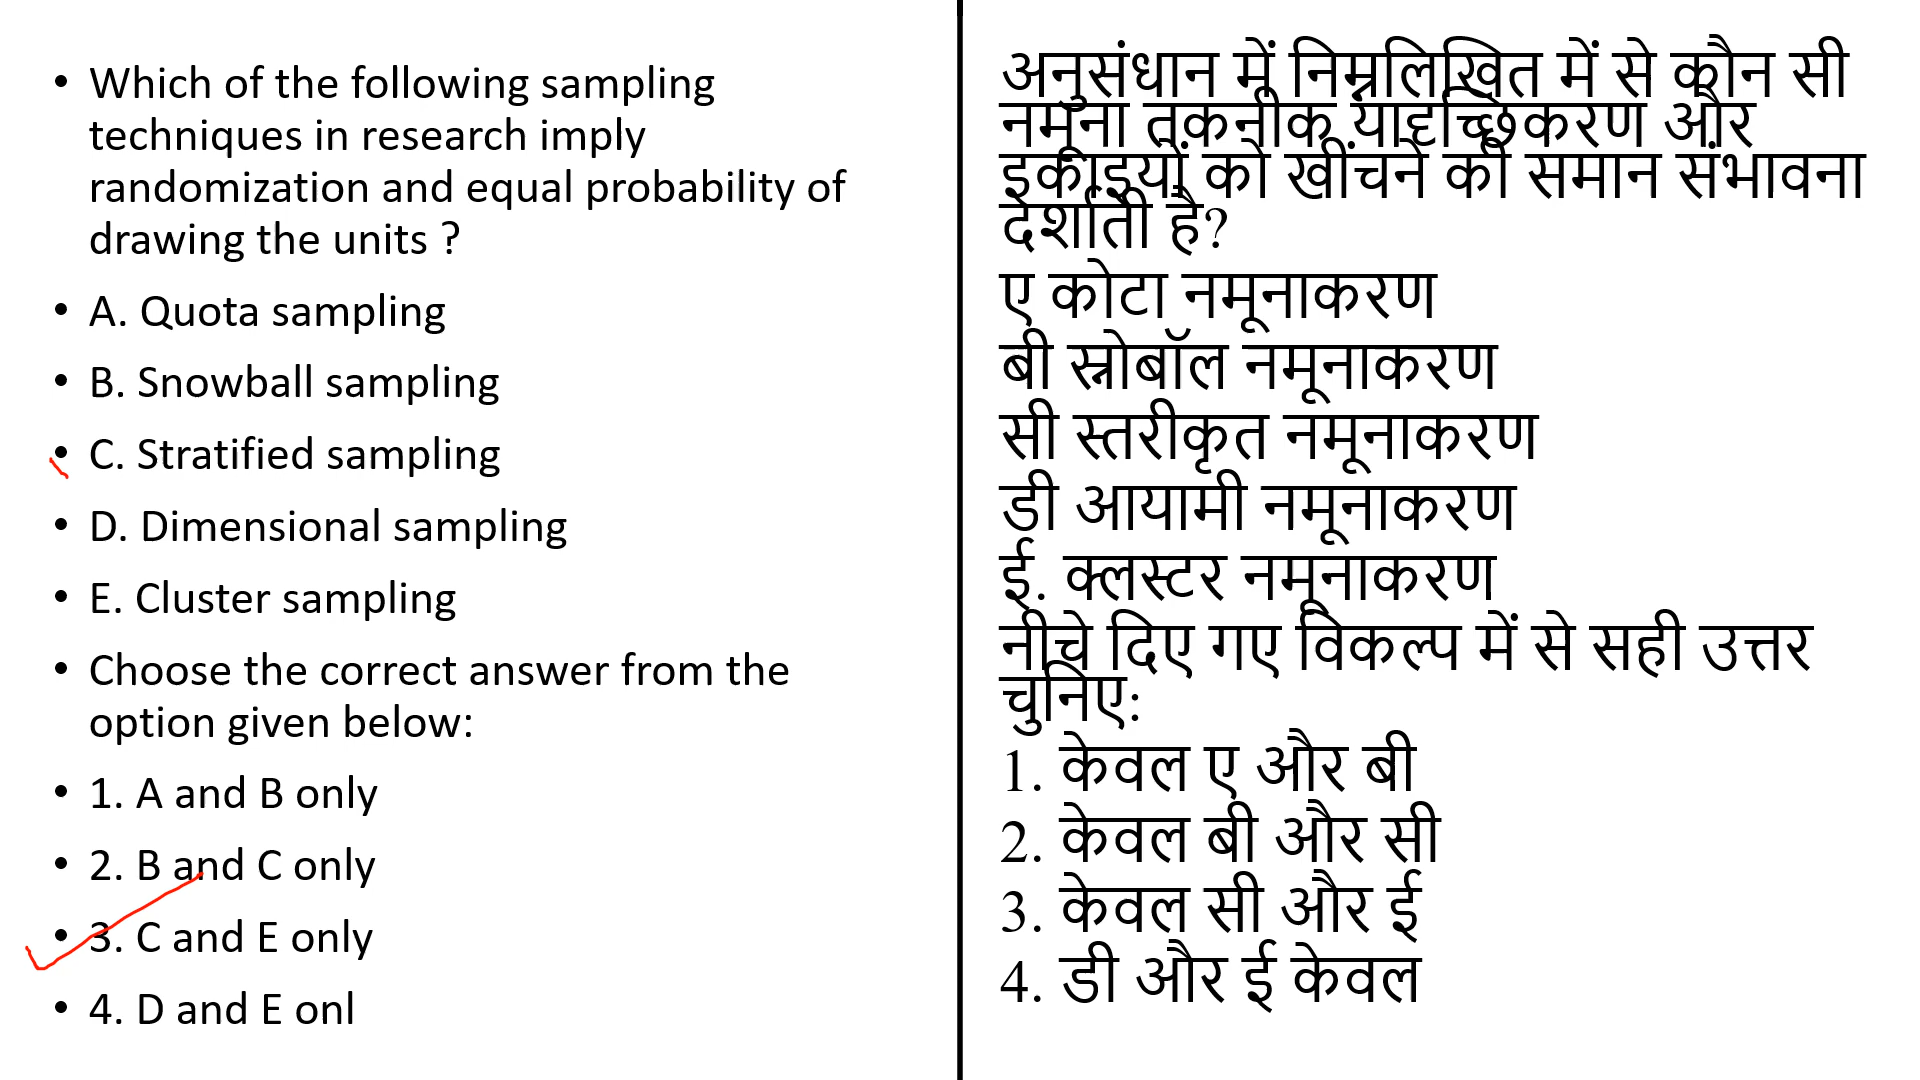 • Which of the following sampling
techniques in research imply
randomization and equal probability of
drawing the units ?
• A. Quota sampling
• B. Snowball sampling
• C. Stratified sampling
• D. Dimensional sampling
• E. Cluster sampling
• Choose the correct answer from the
option given below:
• 1. A and B only
• 2. B and C only
• 3. C and E only
• 4. D and E onl
अनुसंधान में निम्नलिखित में से कौन सी
नमूना तकनीक यादृच्छिकरण और
इकाइयों को खींचने की समान संभावना
दर्शाती है?
ए कोटा नमूनाकरण
बी स्नोबॉल नमूनाकरण
सी स्तरीकृत नमूनाकरण
डी आयामी नमूनाकरण
ई. क्लस्टर नमूनाकरण
नीचे दिए गए विकल्प में से सही उत्तर
चुनिए:
1. केवल ए और बी
2. केवल बी और सी
3. केवल सी और ई
4. डी और ई केवल